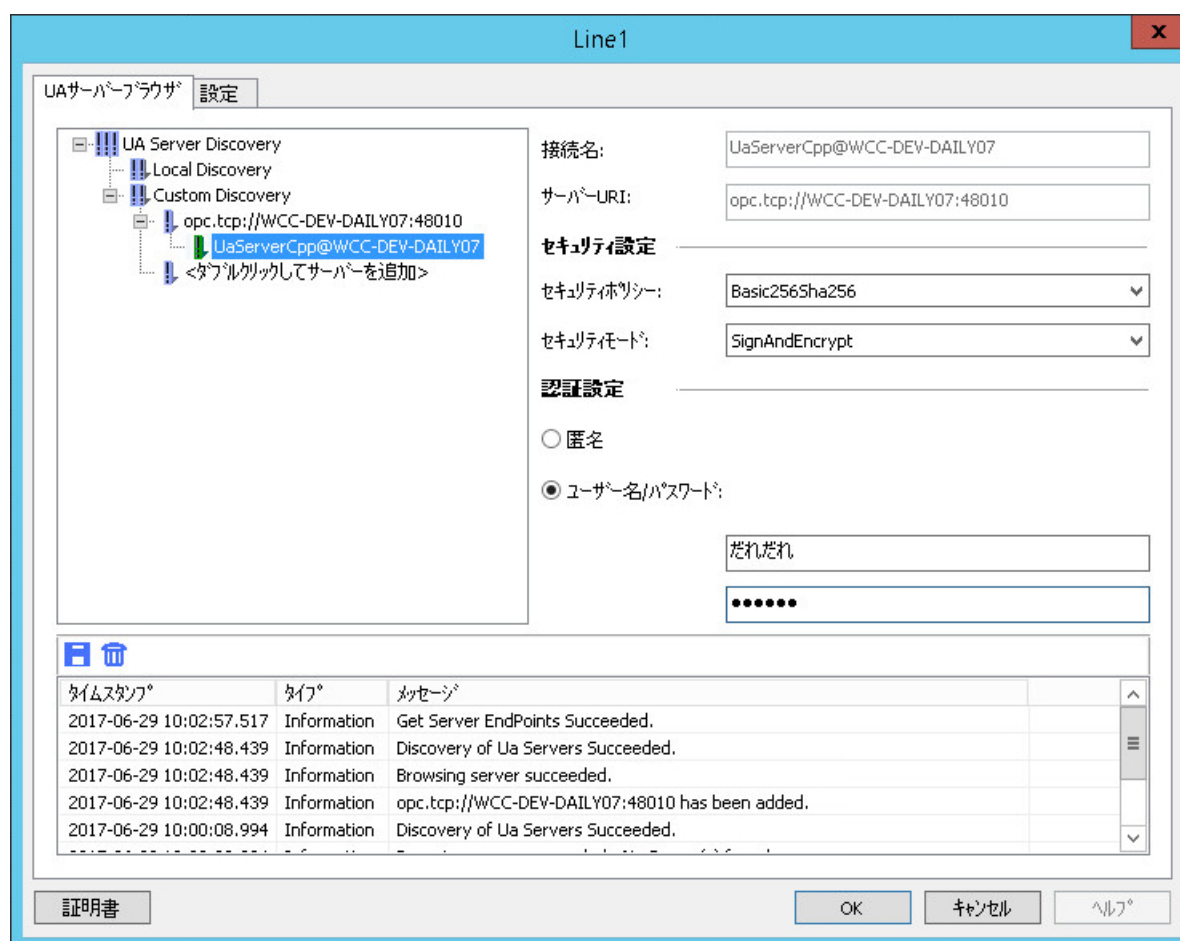 Line1
x
UAサーバーブラウザ
設定
UA Server Discovery
Local Discovery
Custom Discovery
opc.tcp://WCC-DEV-DAILY07:48010
UaServerCpp@WCC-DEV-DAILY07
<ダブルクリックしてサーバーを追加>
接続名:
UaServerCpp@WCC-DEV-DAILY07
サーバーURI:
opc.tcp://WCC-DEV-DAILY07:48010
セキュリティ設定
セキュリティポリシー:
Basic256Sha256
セキュリティモード:
SignAndEncrypt
認証設定
匿名
ユーザー名/パスワード:
だれだれ
●●●●●●
タイムスタンプ タイプ メッセージ
2017-06-29 10:02:57.517 Information Get Server EndPoints Succeeded.
2017-06-29 10:02:48.439 Information Discovery of Ua Servers Succeeded.
2017-06-29 10:02:48.439 Information Browsing server succeeded.
2017-06-29 10:02:48.439 Information opc.tcp://WCC-DEV-DAILY07:48010 has been added.
2017-06-29 10:00:08.994 Information Discovery of Ua Servers Succeeded.
証明書
OK
キャンセル
ヘルプ